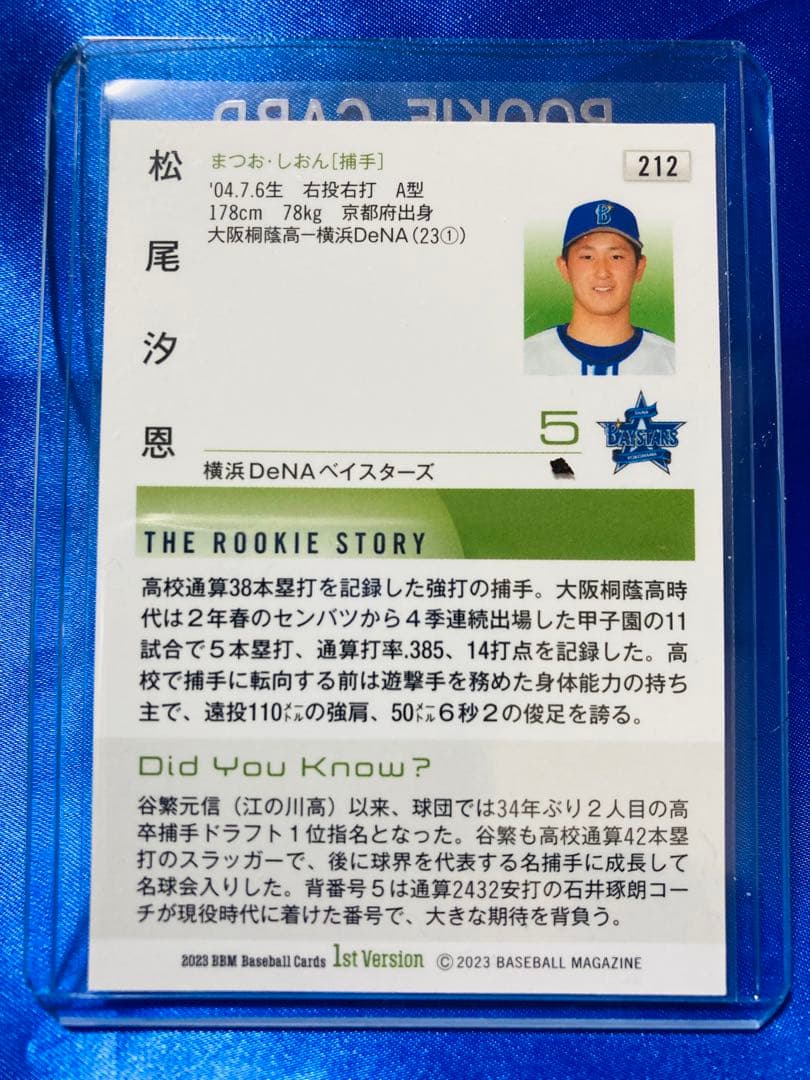 ROOKIE CARD
松尾汐恩
まつお・しおん[捕手]
212
'04.7.6生 右投右打 A型
178cm 78kg 京都府出身
大阪桐蔭高ー横浜DeNA(23①)
B
5
DeNA
BAYSTARS
YOKOHAMA
横浜DeNAベイスターズ
THE ROOKIE STORY
高校通算38本塁打を記録した強打の捕手。大阪桐蔭高時
代は2年春のセンバツから4季連続出場した甲子園の11
試合で5本塁打、通算打率.385、14打点を記録した。高
校で捕手に転向する前は遊撃手を務めた身体能力の持ち
主で、遠投110㍍の強肩、50㍍6秒2の俊足を誇る。
Did You Know?
谷繁元信（江の川高）以来、球団では34年ぶり2人目の高
卒捕手ドラフト1位指名となった。谷繁も高校通算42本塁
打のスラッガーで、後に球界を代表する名捕手に成長して
名球会入りした。背番号5は通算2432安打の石井琢朗コー
チが現役時代に着けた番号で、大きな期待を背負う。
2023 BBM Baseball Cards 1st Version ©2023 BASEBALL MAGAZINE